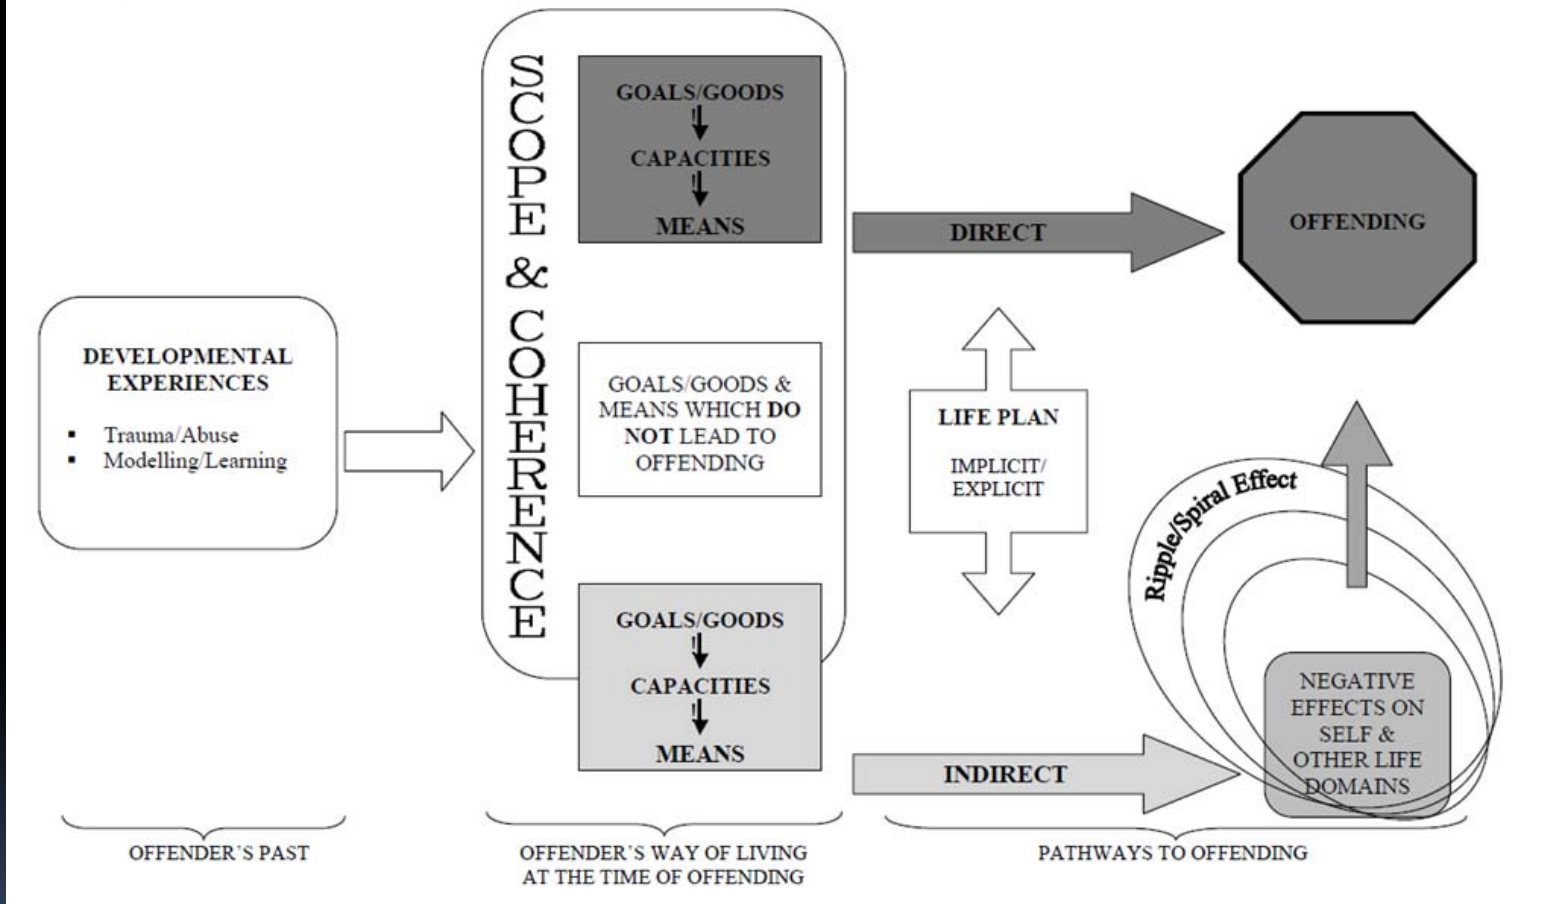 DEVELOPMENTAL
EXPERIENCES
▪ Trauma/Abuse
▪ Modelling/Learning
OFFENDER'S PAST
SCOPE & COHERENCE
GOALS/GOODS
CAPACITIES
MEANS
GOALS/GOODS &
MEANS WHICH DO
NOT LEAD TO
OFFENDING
GOALS/GOODS
CAPACITIES
MEANS
OFFENDER'S WAY OF LIVING
AT THE TIME OF OFFENDING
DIRECT
OFFENDING
LIFE PLAN
IMPLICIT/
EXPLICIT
Ripple/Spiral Effect
INDIRECT
NEGATIVE
EFFECTS ON
SELF &
OTHER LIFE
DOMAINS
PATHWAYS TO OFFENDING